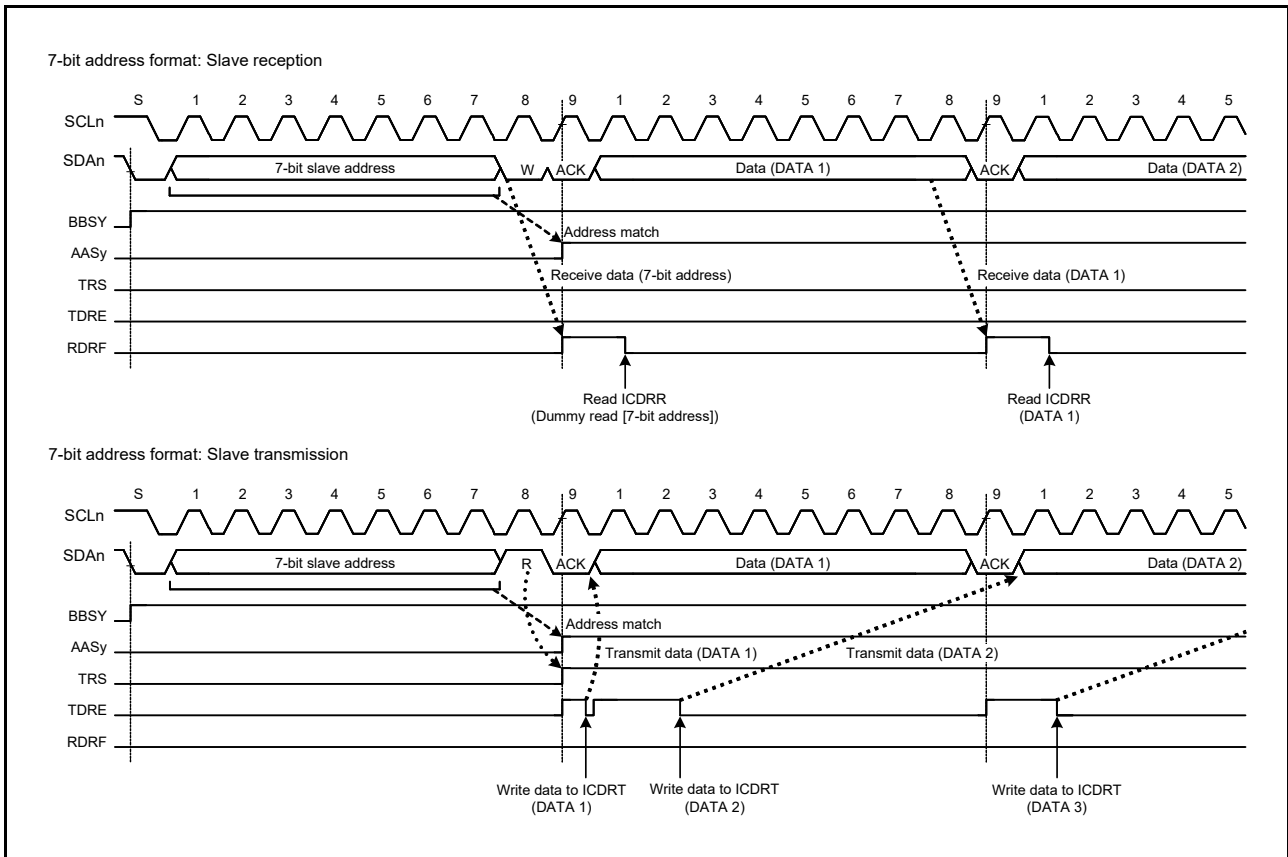 7-bit address format: Slave reception
S 1 2 3 4 5 6 7 8 9 1 2 3 4 5 6 7 8 9 1 2 3 4 5
SCLn
SDAn 7-bit slave address W ACK Data (DATA 1) ACK Data (DATA 2)
BBSY
Address match
AASy
Receive data (7-bit address) Receive data (DATA 1)
TRS
TDRE
RDRF
Read ICDRR Read ICDRR
(Dummy read [7-bit address]) (DATA 1)
7-bit address format: Slave transmission
S 1 2 3 4 5 6 7 8 9 1 2 3 4 5 6 7 8 9 1 2 3 4 5
SCLn
SDAn 7-bit slave address R ACK Data (DATA 1) ACK Data (DATA 2)
BBSY
Address match
AASy
Transmit data (DATA 1) Transmit data (DATA 2)
TRS
TDRE
RDRF
Write data to ICDRT Write data to ICDRT Write data to ICDRT
(DATA 1) (DATA 2) (DATA 3)